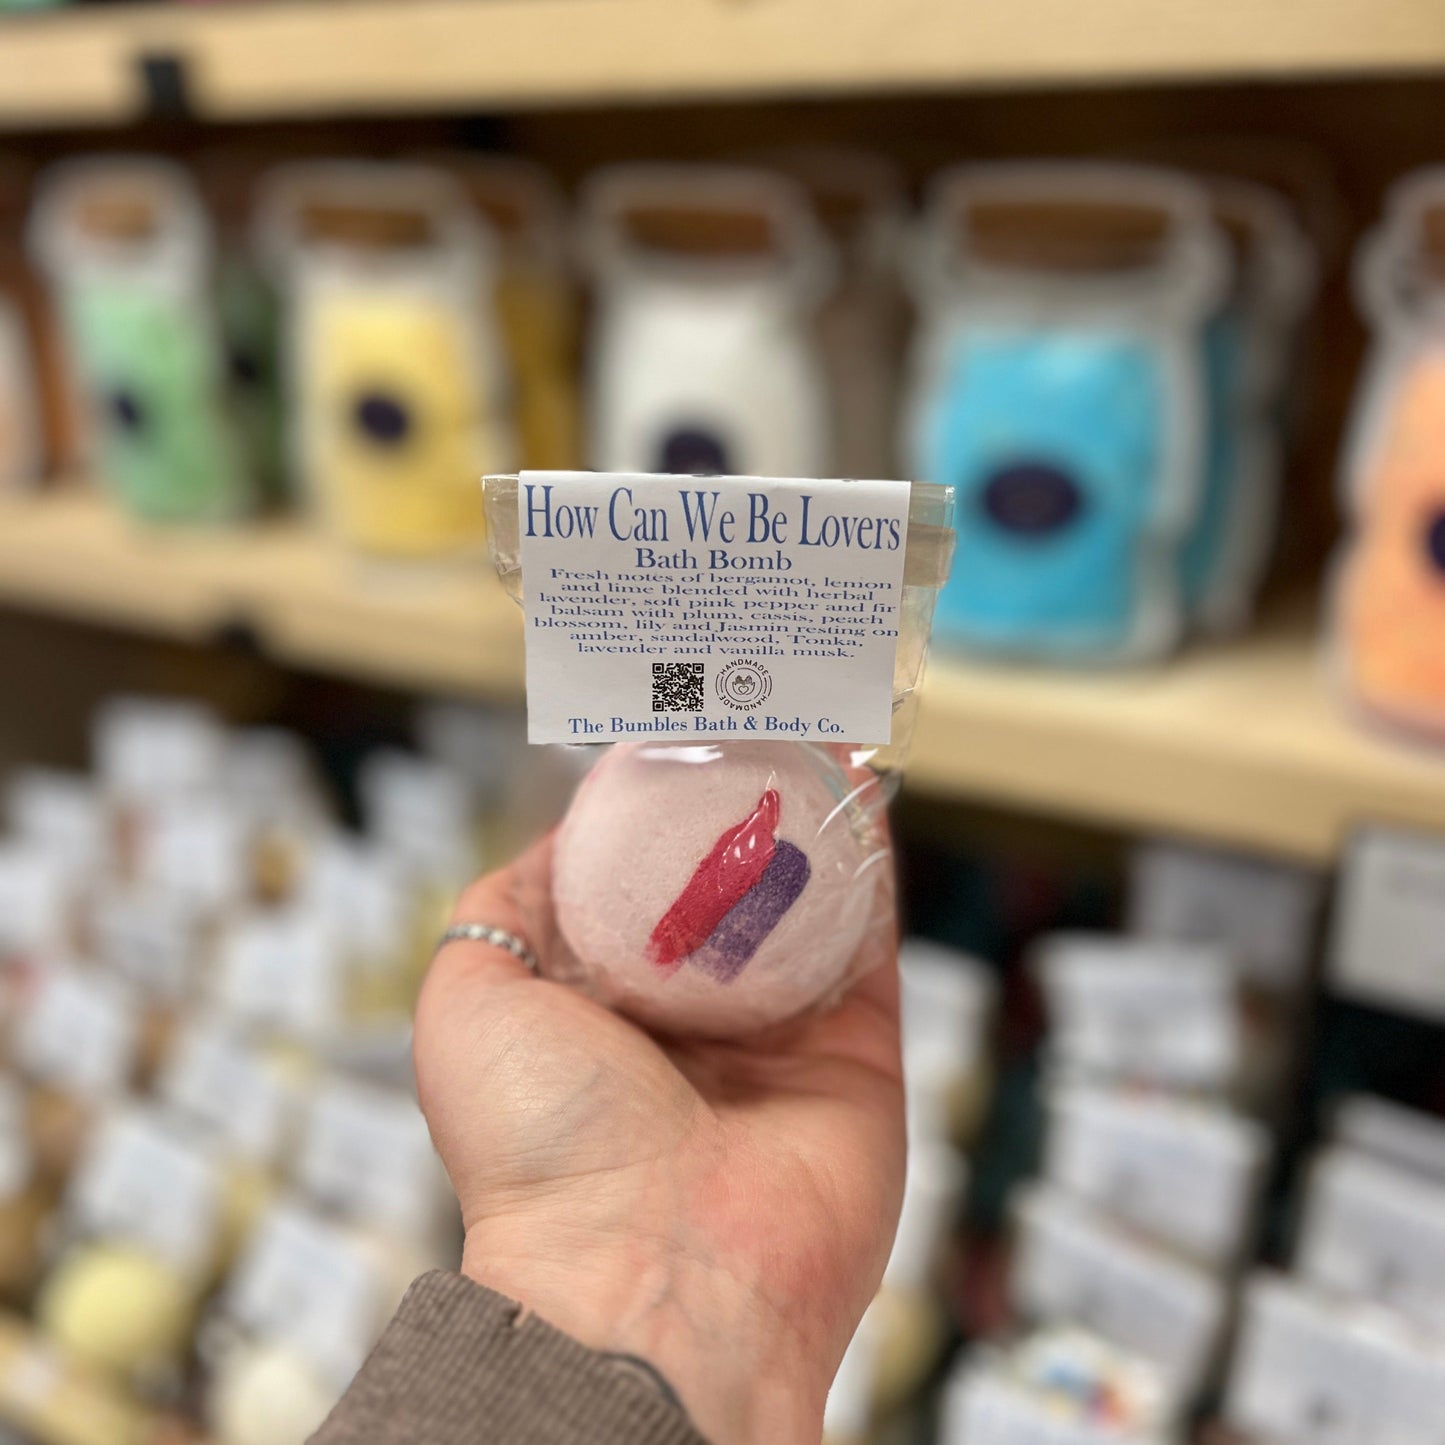 How Can We Be Lovers
Bath Bomb
Fresh notes of bergamot, lemon
and lime blended with herbal
lavender, soft pink pepper and fir
balsam with plum, cassis, peach
blossom, lily and Jasmin resting on
amber, sandalwood, Tonka,
lavender and vanilla musk.
HANDMADE
HANDMADE
The Bumbles Bath & Body Co.